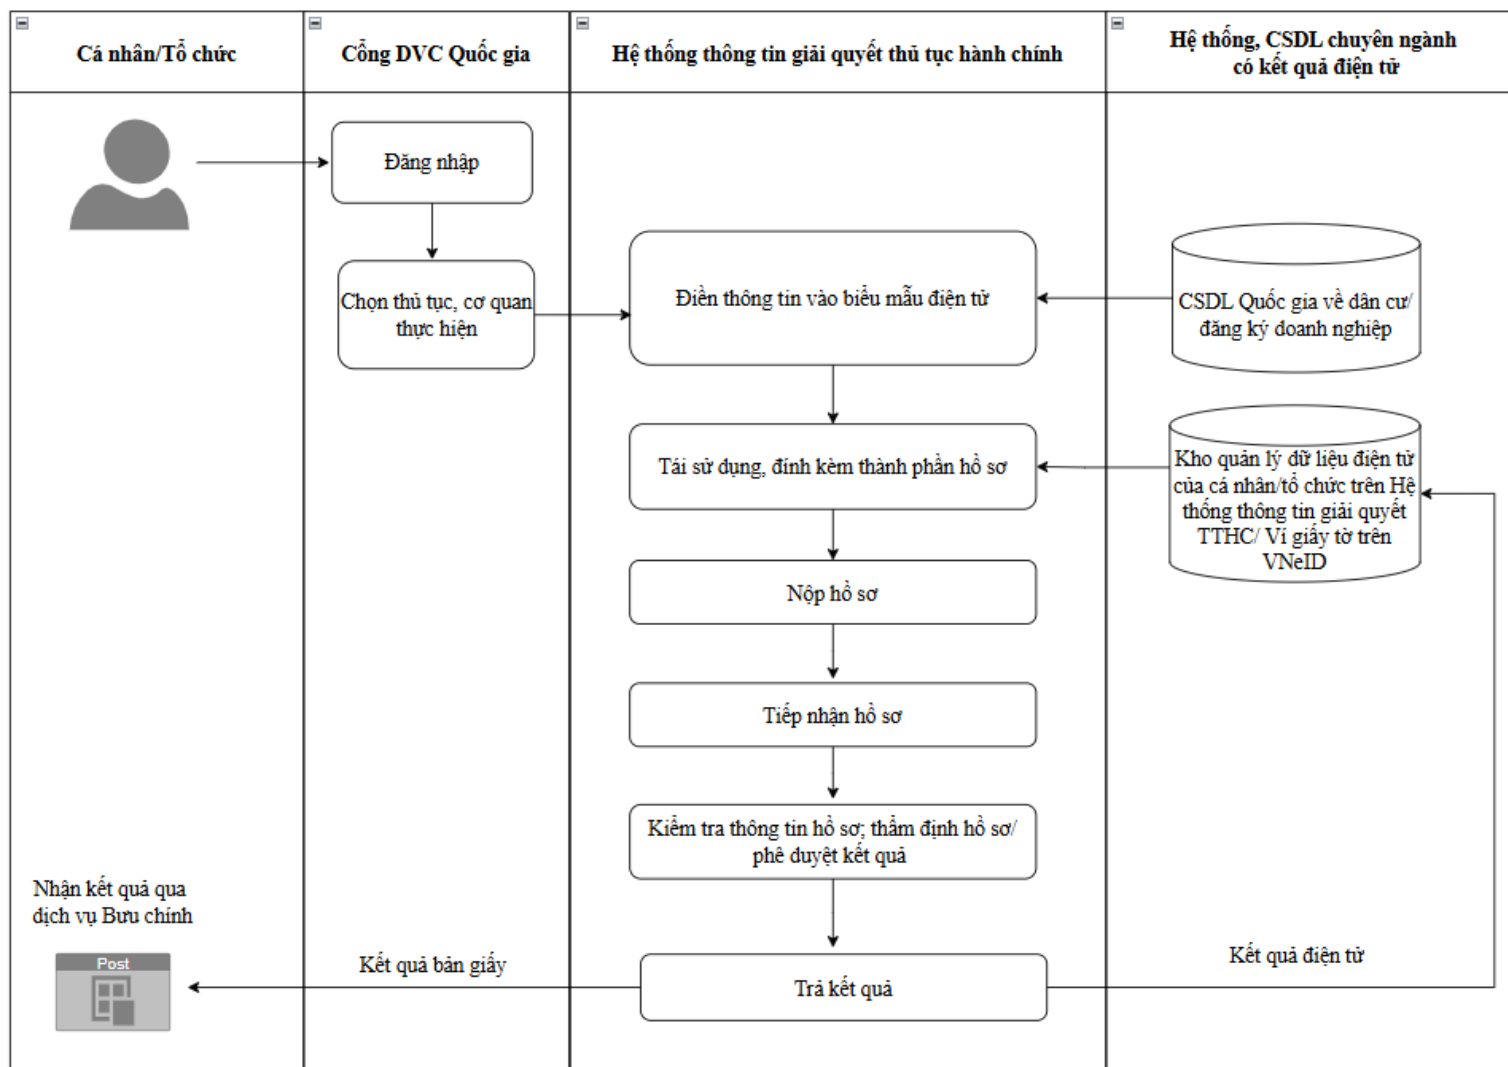 Cá nhân/Tổ chức
Cổng DVC Quốc gia
Hệ thống thông tin giải quyết thủ tục hành chính
Hệ thống, CSDL chuyên ngành
có kết quả điện tử
Đăng nhập
Chọn thủ tục, cơ quan
thực hiện
Điền thông tin vào biểu mẫu điện tử
CSDL Quốc gia về dân cư/
đăng ký doanh nghiệp
Tái sử dụng, đính kèm thành phần hồ sơ
Kho quản lý dữ liệu điện tử
của cá nhân/tổ chức trên Hệ
thống thông tin giải quyết
TTHC/ Ví giấy tờ trên
VNeID
Nộp hồ sơ
Tiếp nhận hồ sơ
Kiểm tra thông tin hồ sơ; thẩm định hồ sơ/
phê duyệt kết quả
Nhận kết quả qua
dịch vụ Bưu chính
Post
Kết quả bản giấy
Trả kết quả
Kết quả điện tử